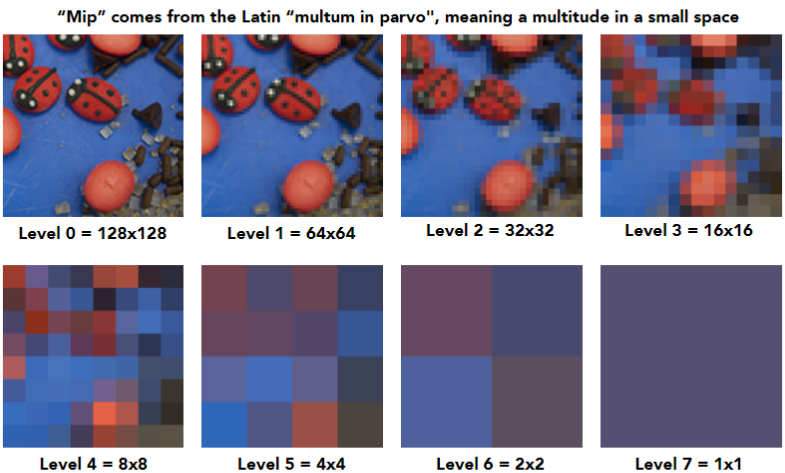 “Mip” comes from the Latin “multum in parvo", meaning a multitude in a small space
Level 0 = 128x128
Level 1 = 64x64
Level 2 = 32x32
Level 3 = 16x16
Level 4 = 8x8
Level 5 = 4x4
Level 6 = 2x2
Level 7 = 1x1